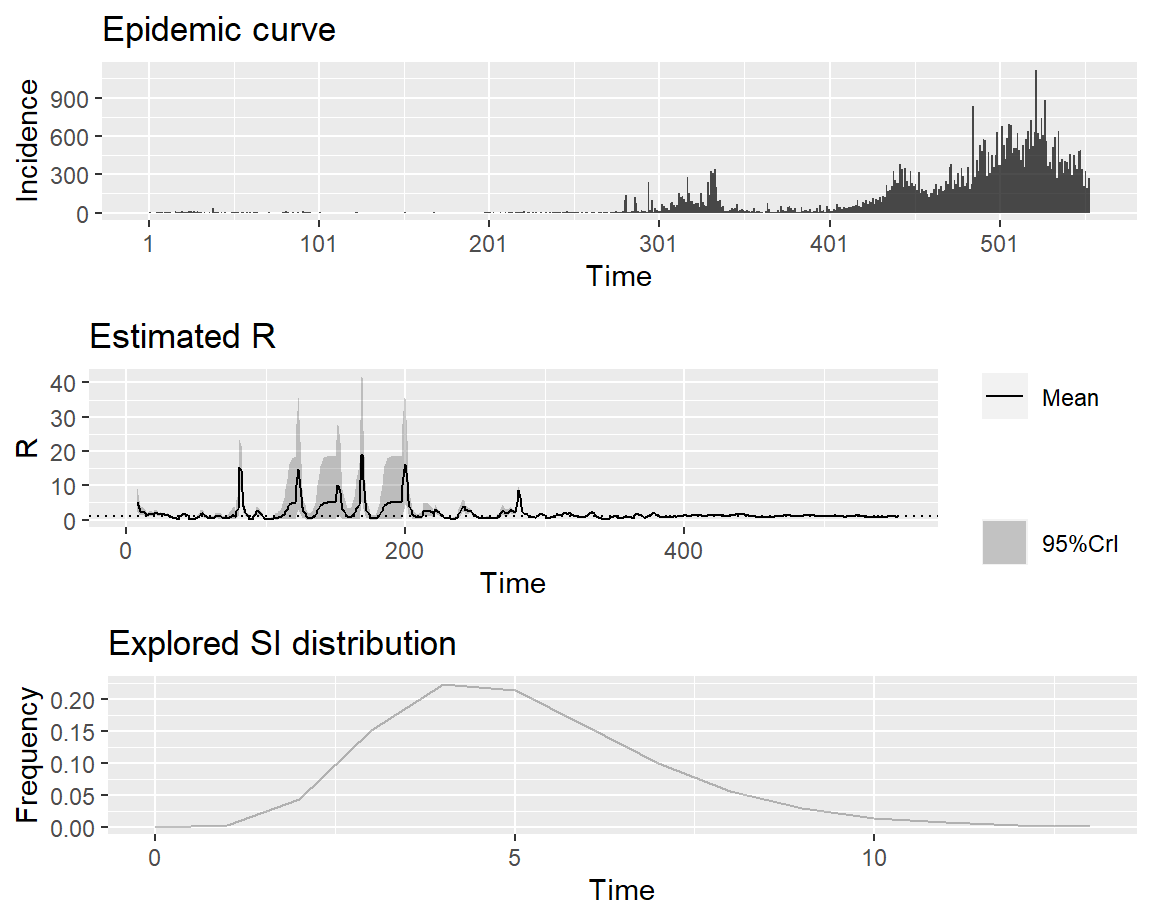 Epidemic curve
Incidence
900
600
300
0
1 101 201 301 401 501
Time
Estimated R
R
40
30
20
10
0
0 200 400
Time
Mean
95%CrI
Explored SI distribution
Frequency
0.20
0.15
0.10
0.05
0.00
0 5 10
Time